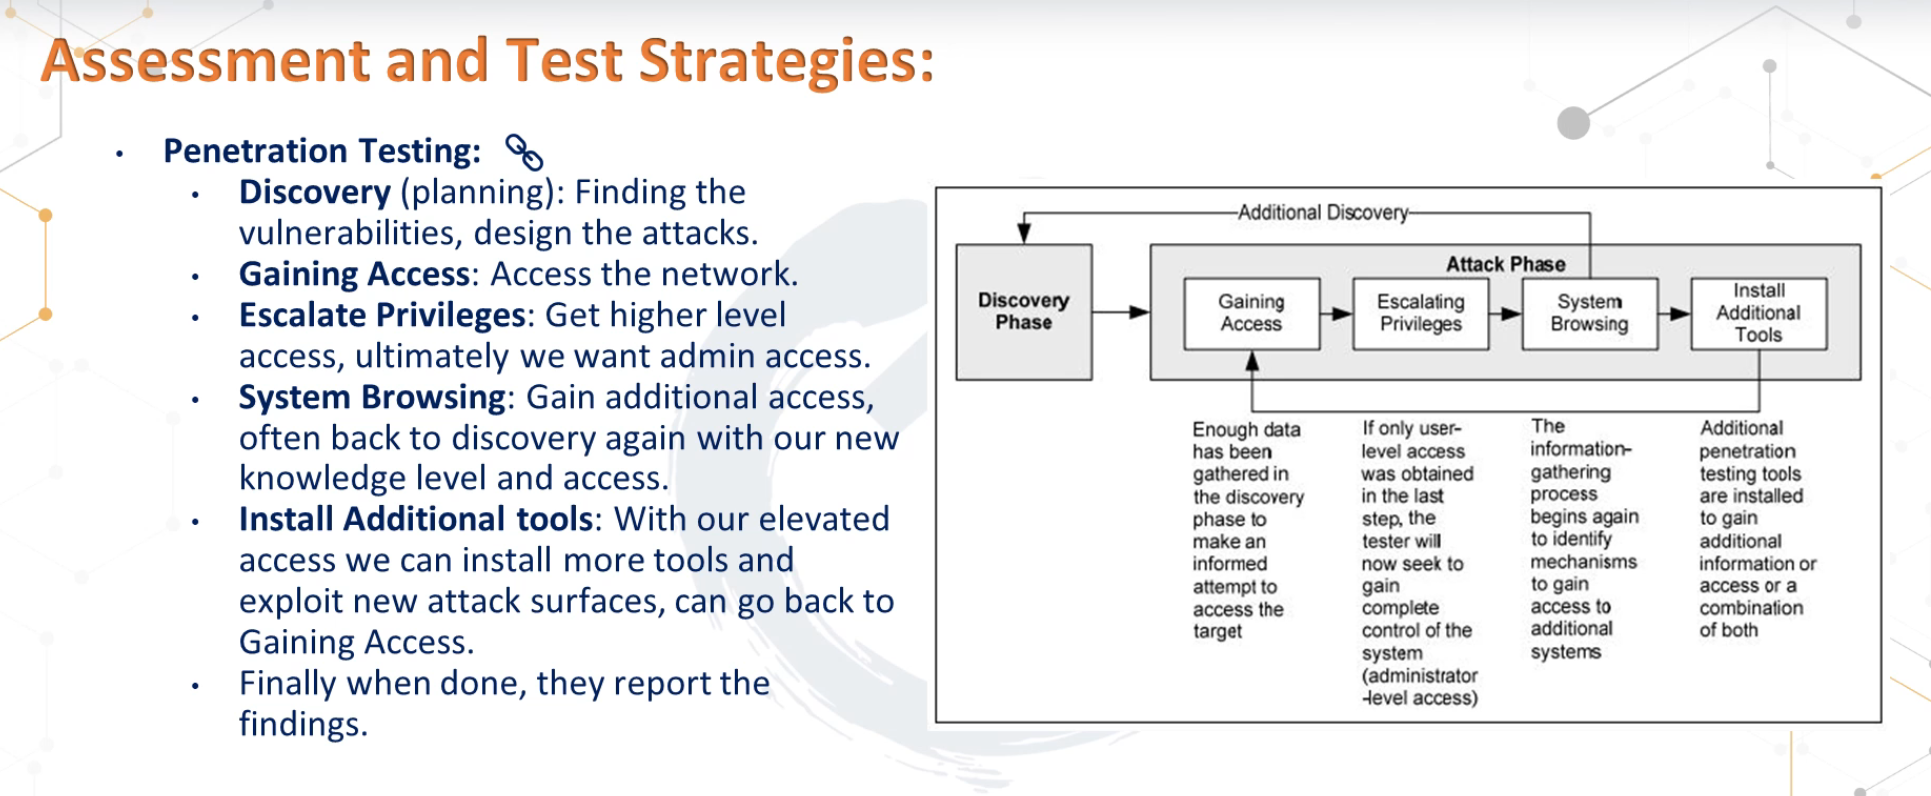 Assessment and Test Strategies:
• Penetration Testing:
• Discovery (planning): Finding the
vulnerabilities, design the attacks.
• Gaining Access: Access the network.
• Escalate Privileges: Get higher level
access, ultimately we want admin access.
• System Browsing: Gain additional access,
often back to discovery again with our new
knowledge level and access.
• Install Additional tools: With our elevated
access we can install more tools and
exploit new attack surfaces, can go back to
Gaining Access.
• Finally when done, they report the
findings.
Additional Discovery
Discovery
Phase
Attack Phase
Gaining
Access
Escalating
Privileges
System
Browsing
Install
Additional
Tools
Enough data
has been
gathered in
the discovery
phase to
make an
informed
attempt to
access the
target
If only user-
level access
was obtained
in the last
step, the
tester will
now seek to
gain
complete
control of the
system
(administrator
-level access)
The
information-
gathering
process
begins again
to identify
mechanisms
to gain
access to
additional
systems
Additional
penetration
testing tools
are installed
to gain
additional
information or
access or a
combination
of both